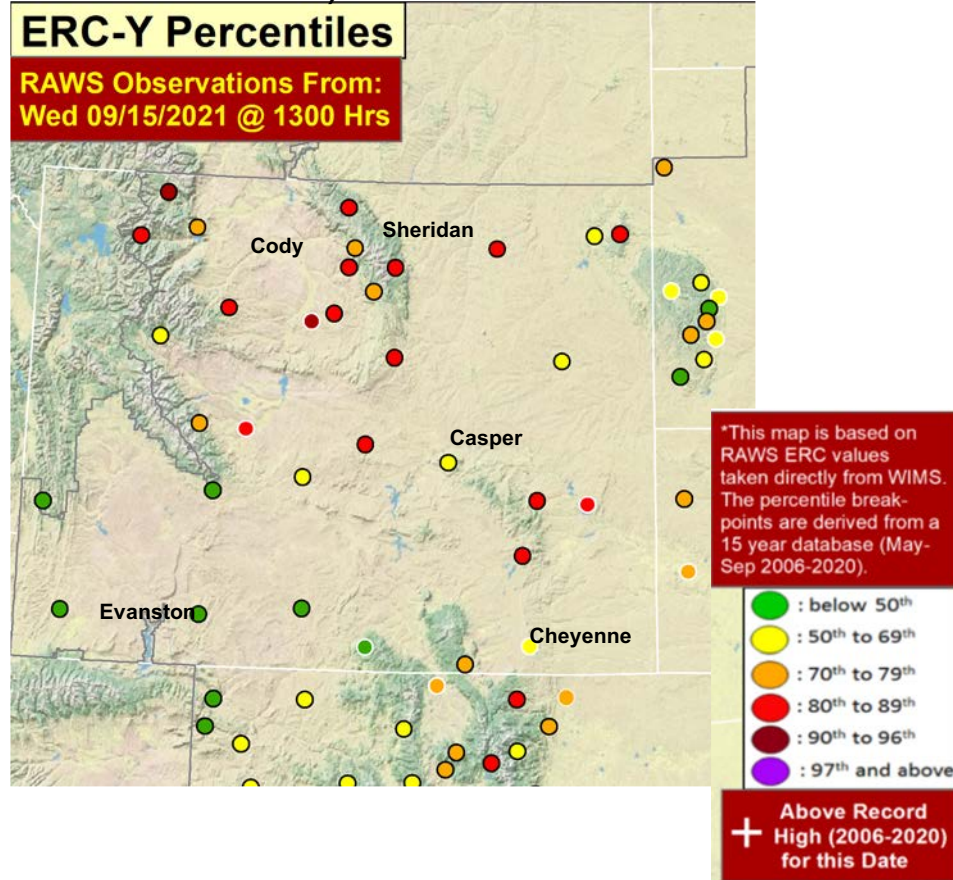 ERC-Y Percentiles
RAWS Observations From:
Wed 09/15/2021 @ 1300 Hrs
Sheridan
Cody
Casper
Evanston
Cheyenne
*This map is based on
RAWS ERC values
taken directly from WIMS.
The percentile break-
points are derived from a
15 year database (May-
Sep 2006-2020).
: below 50th
: 50th to 69th
: 70th to 79th
: 80th to 89th
: 90th to 96th
: 97th and above
+ Above Record
High (2006-2020)
for this Date